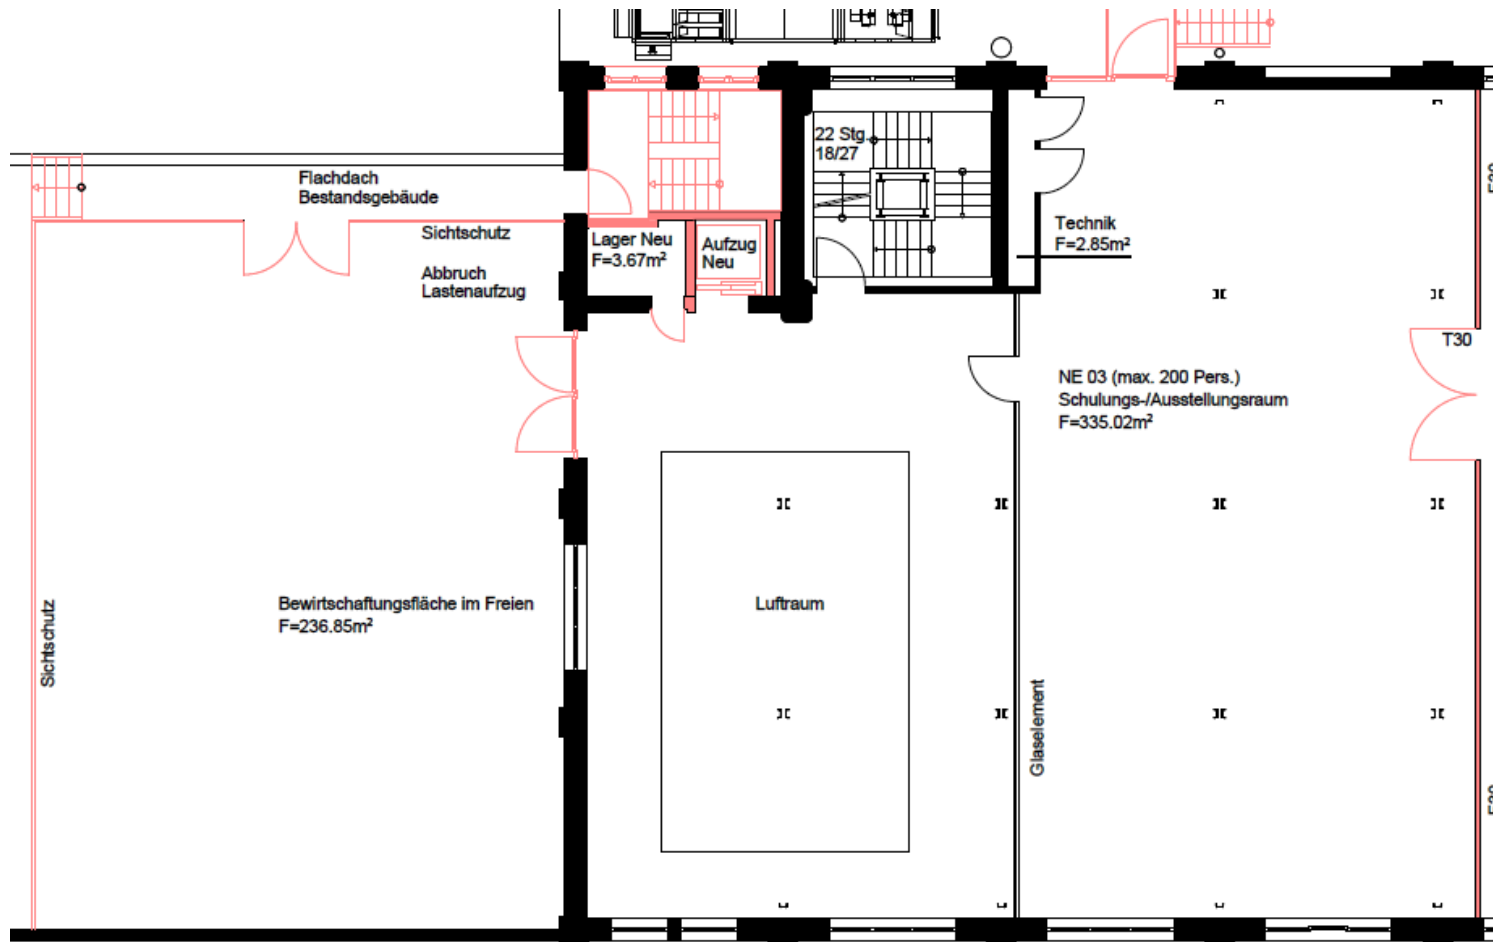 22 Stg.
18/27
Flachdach
Bestandsgebäude
Sichtschutz
Abbruch
Lastenaufzug
Lager Neu
F=3.67m²
Aufzug
Neu
Technik
F=2.85m²
T30
NE 03 (max. 200 Pers.)
Schulungs-/Ausstellungsraum
F=335.02m²
Bewirtschaftungsfläche im Freien
F=236.85m²
Luftraum
Sichtschutz
Glaselement